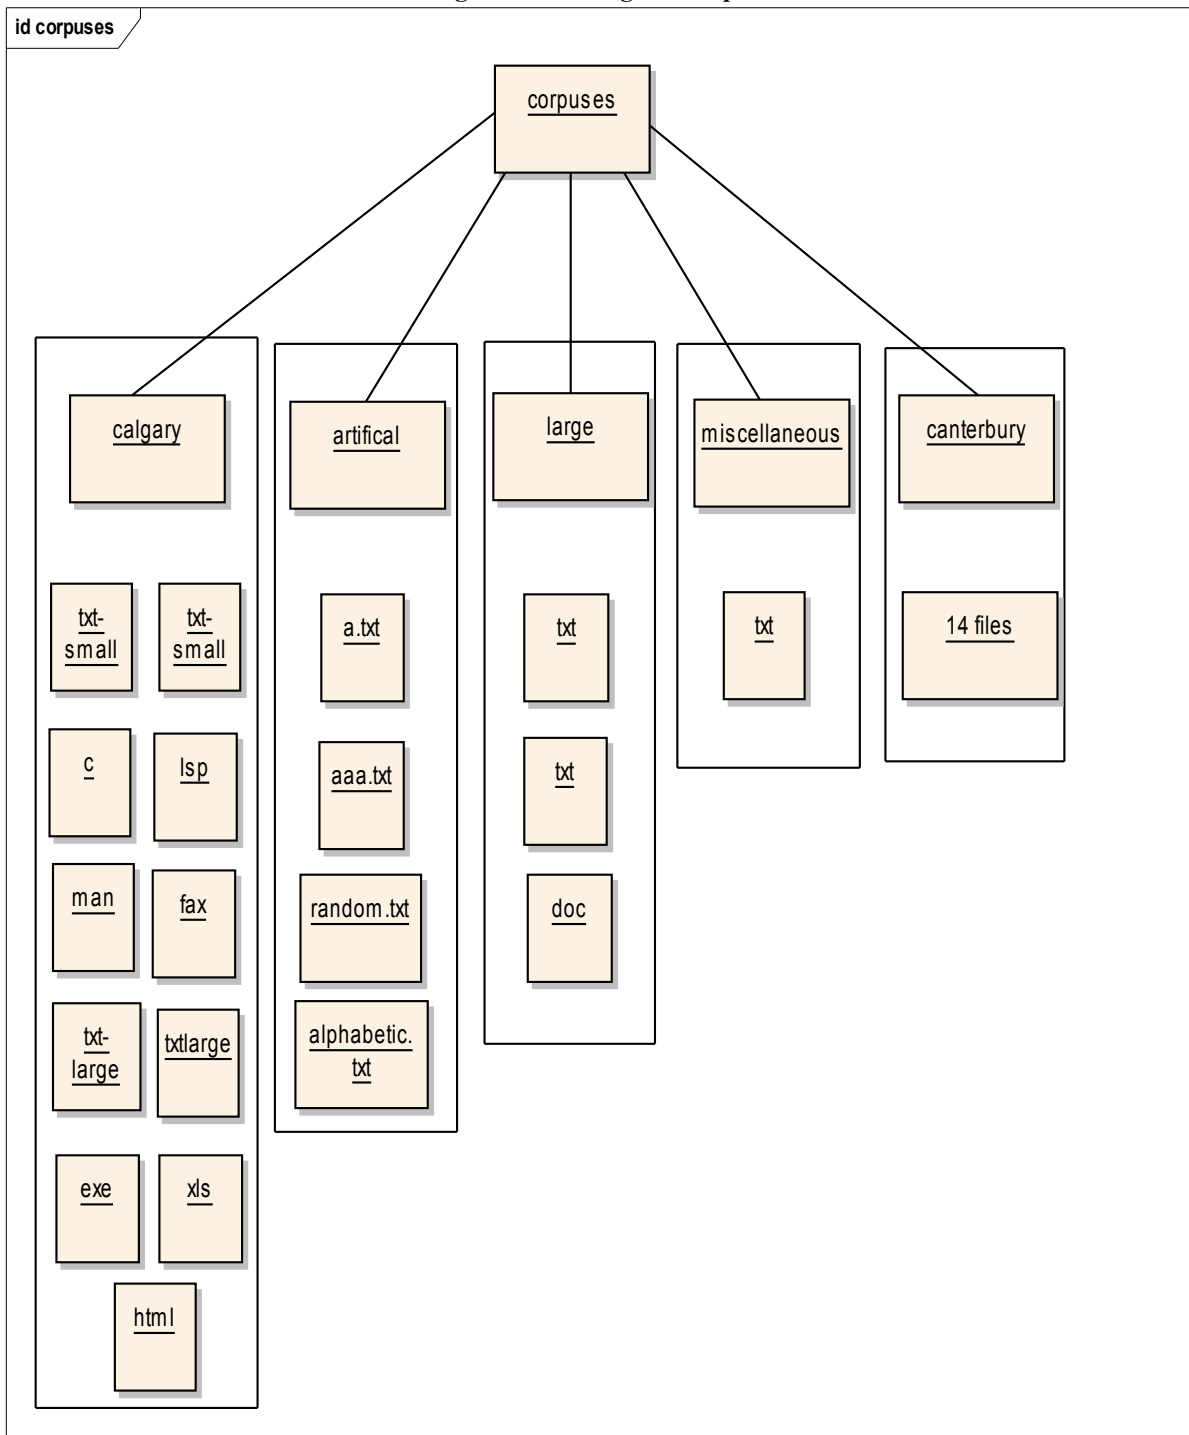 id corpuses
corpuses
calgary
artifical
large
miscellaneous
canterbury
txt-
small
txt-
small
a.txt
txt
txt
14 files
c
lsp
aaa.txt
txt
man
fax
random.txt
doc
txt-
large
txtlarge
alphabetic.
txt
exe
xls
html